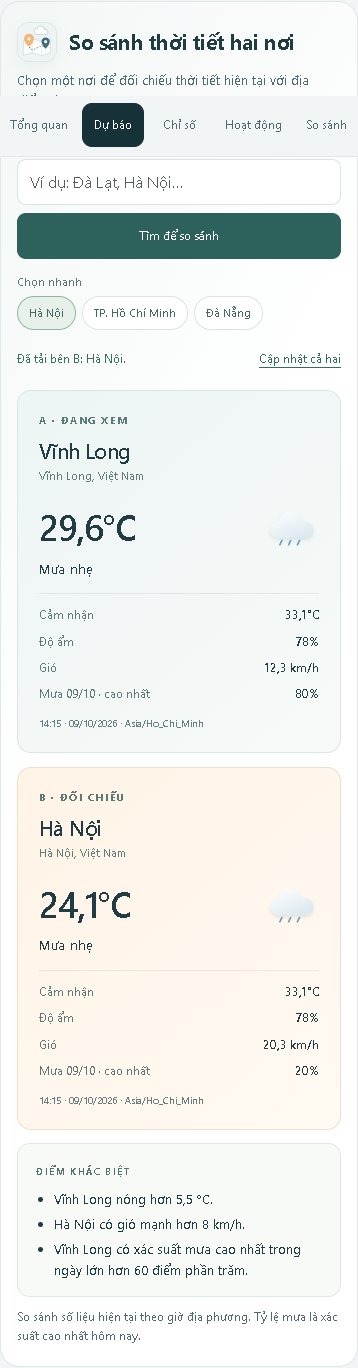 So sánh thời tiết hai nơi
Chọn một nơi để đối chiếu thời tiết hiện tại với địa
Tổng quan
Dự báo
Chỉ số
Hoạt động
So sánh
Ví dụ: Đà Lạt, Hà Nội...
Tìm để so sánh
Chọn nhanh
Hà Nội
TP. Hồ Chí Minh
Đà Nẵng
Đã tải bên B: Hà Nội.
Cập nhật cả hai
A · ĐANG XEM
Vĩnh Long
Vĩnh Long, Việt Nam
29,6°C
Mưa nhẹ
Cảm nhận 33,1°C
Độ ẩm 78%
Gió 12,3 km/h
Mưa 09/10 · cao nhất 80%
14:15 · 09/10/2026 · Asia/Ho_Chi_Minh
B · ĐỐI CHIẾU
Hà Nội
Hà Nội, Việt Nam
24,1°C
Mưa nhẹ
Cảm nhận 33,1°C
Độ ẩm 78%
Gió 20,3 km/h
Mưa 09/10 · cao nhất 20%
14:15 · 09/10/2026 · Asia/Ho_Chi_Minh
ĐIỂM KHÁC BIỆT
• Vĩnh Long nóng hơn 5,5 °C.
• Hà Nội có gió mạnh hơn 8 km/h.
• Vĩnh Long có xác suất mưa cao nhất trong
ngày lớn hơn 60 điểm phần trăm.
So sánh số liệu hiện tại theo giờ địa phương. Tỷ lệ mưa là xác
suất cao nhất hôm nay.